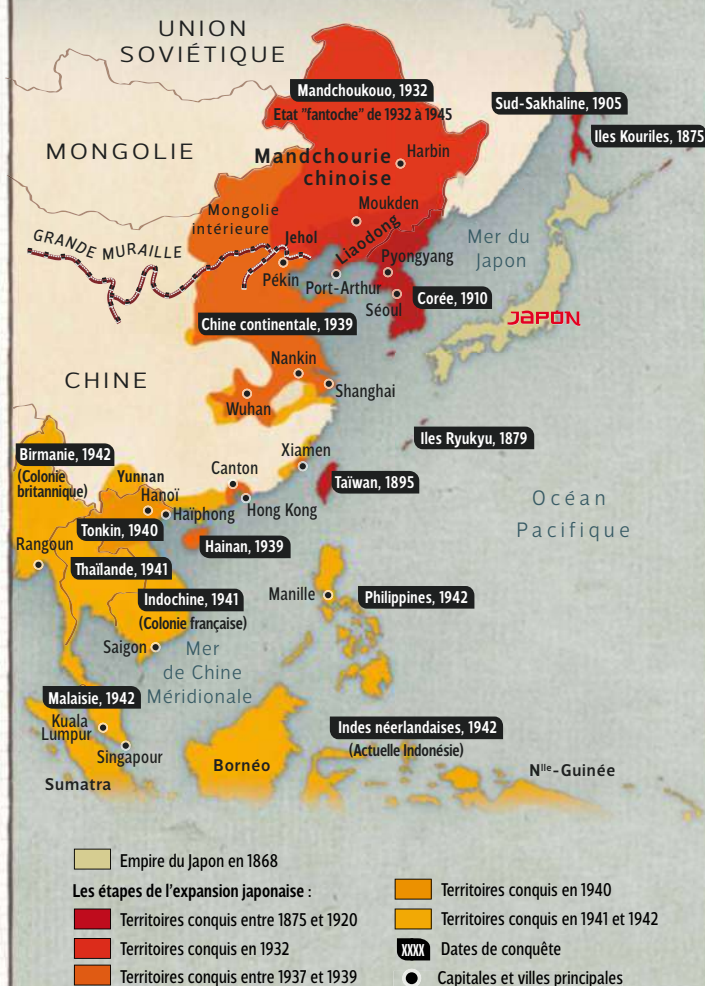 UNION
SOVIÉTIQUE
Mandchoukouo, 1932
Etat "fantoche" de 1932 à 1945
Sud-Sakhaline, 1905
Iles Kouriles, 1875
MONGOLIE
Mandchourie
chinoise
Harbin
Moukden
Mongolie
intérieure
GRANDE MURAILLE
Jehol
Liaodong
Mer du
Japon
Pékin
Port-Arthur
Pyongyang
Séoul
Corée, 1910
JAPON
Chine continentale, 1939
CHINE
Nankin
Shanghai
Wuhan
Iles Ryukyu, 1879
Birmanie, 1942
(Colonie
britannique)
Yunnan
Xiamen
Canton
Taïwan, 1895
Hanoï
Haïphong
Hong Kong
Océan
Pacifique
Tonkin, 1940
Hainan, 1939
Rangoun
Thaïlande, 1941
Indochine, 1941
(Colonie française)
Manille
Philippines, 1942
Saigon
Mer
de Chine
Méridionale
Malaisie, 1942
Kuala
Lumpur
Singapour
Sumatra
Bornéo
Indes néerlandaises, 1942
(Actuelle Indonésie)
Nlle-Guinée
Empire du Japon en 1868
Les étapes de l'expansion japonaise :
Territoires conquis entre 1875 et 1920
Territoires conquis en 1932
Territoires conquis entre 1937 et 1939
Territoires conquis en 1940
Territoires conquis en 1941 et 1942
XXXX Dates de conquête
Capitales et villes principales